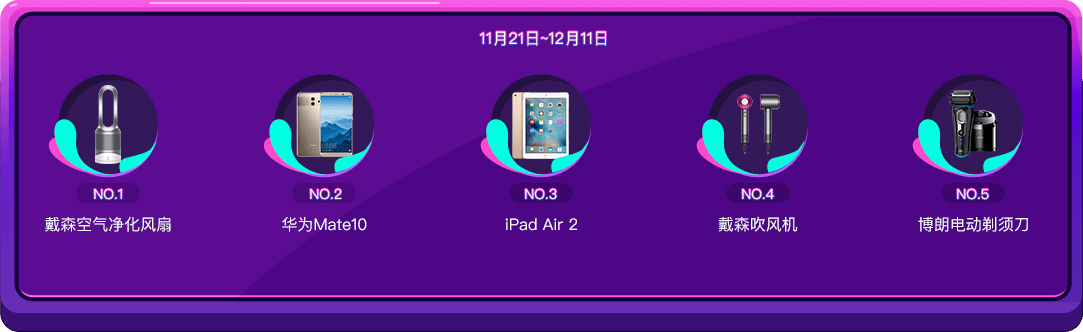 11月21日~12月11日
NO.1
NO.2
NO.3
NO.4
NO.5
戴森空气净化风扇
华为Mate10
iPad Air 2
戴森吹风机
博朗电动剃须刀